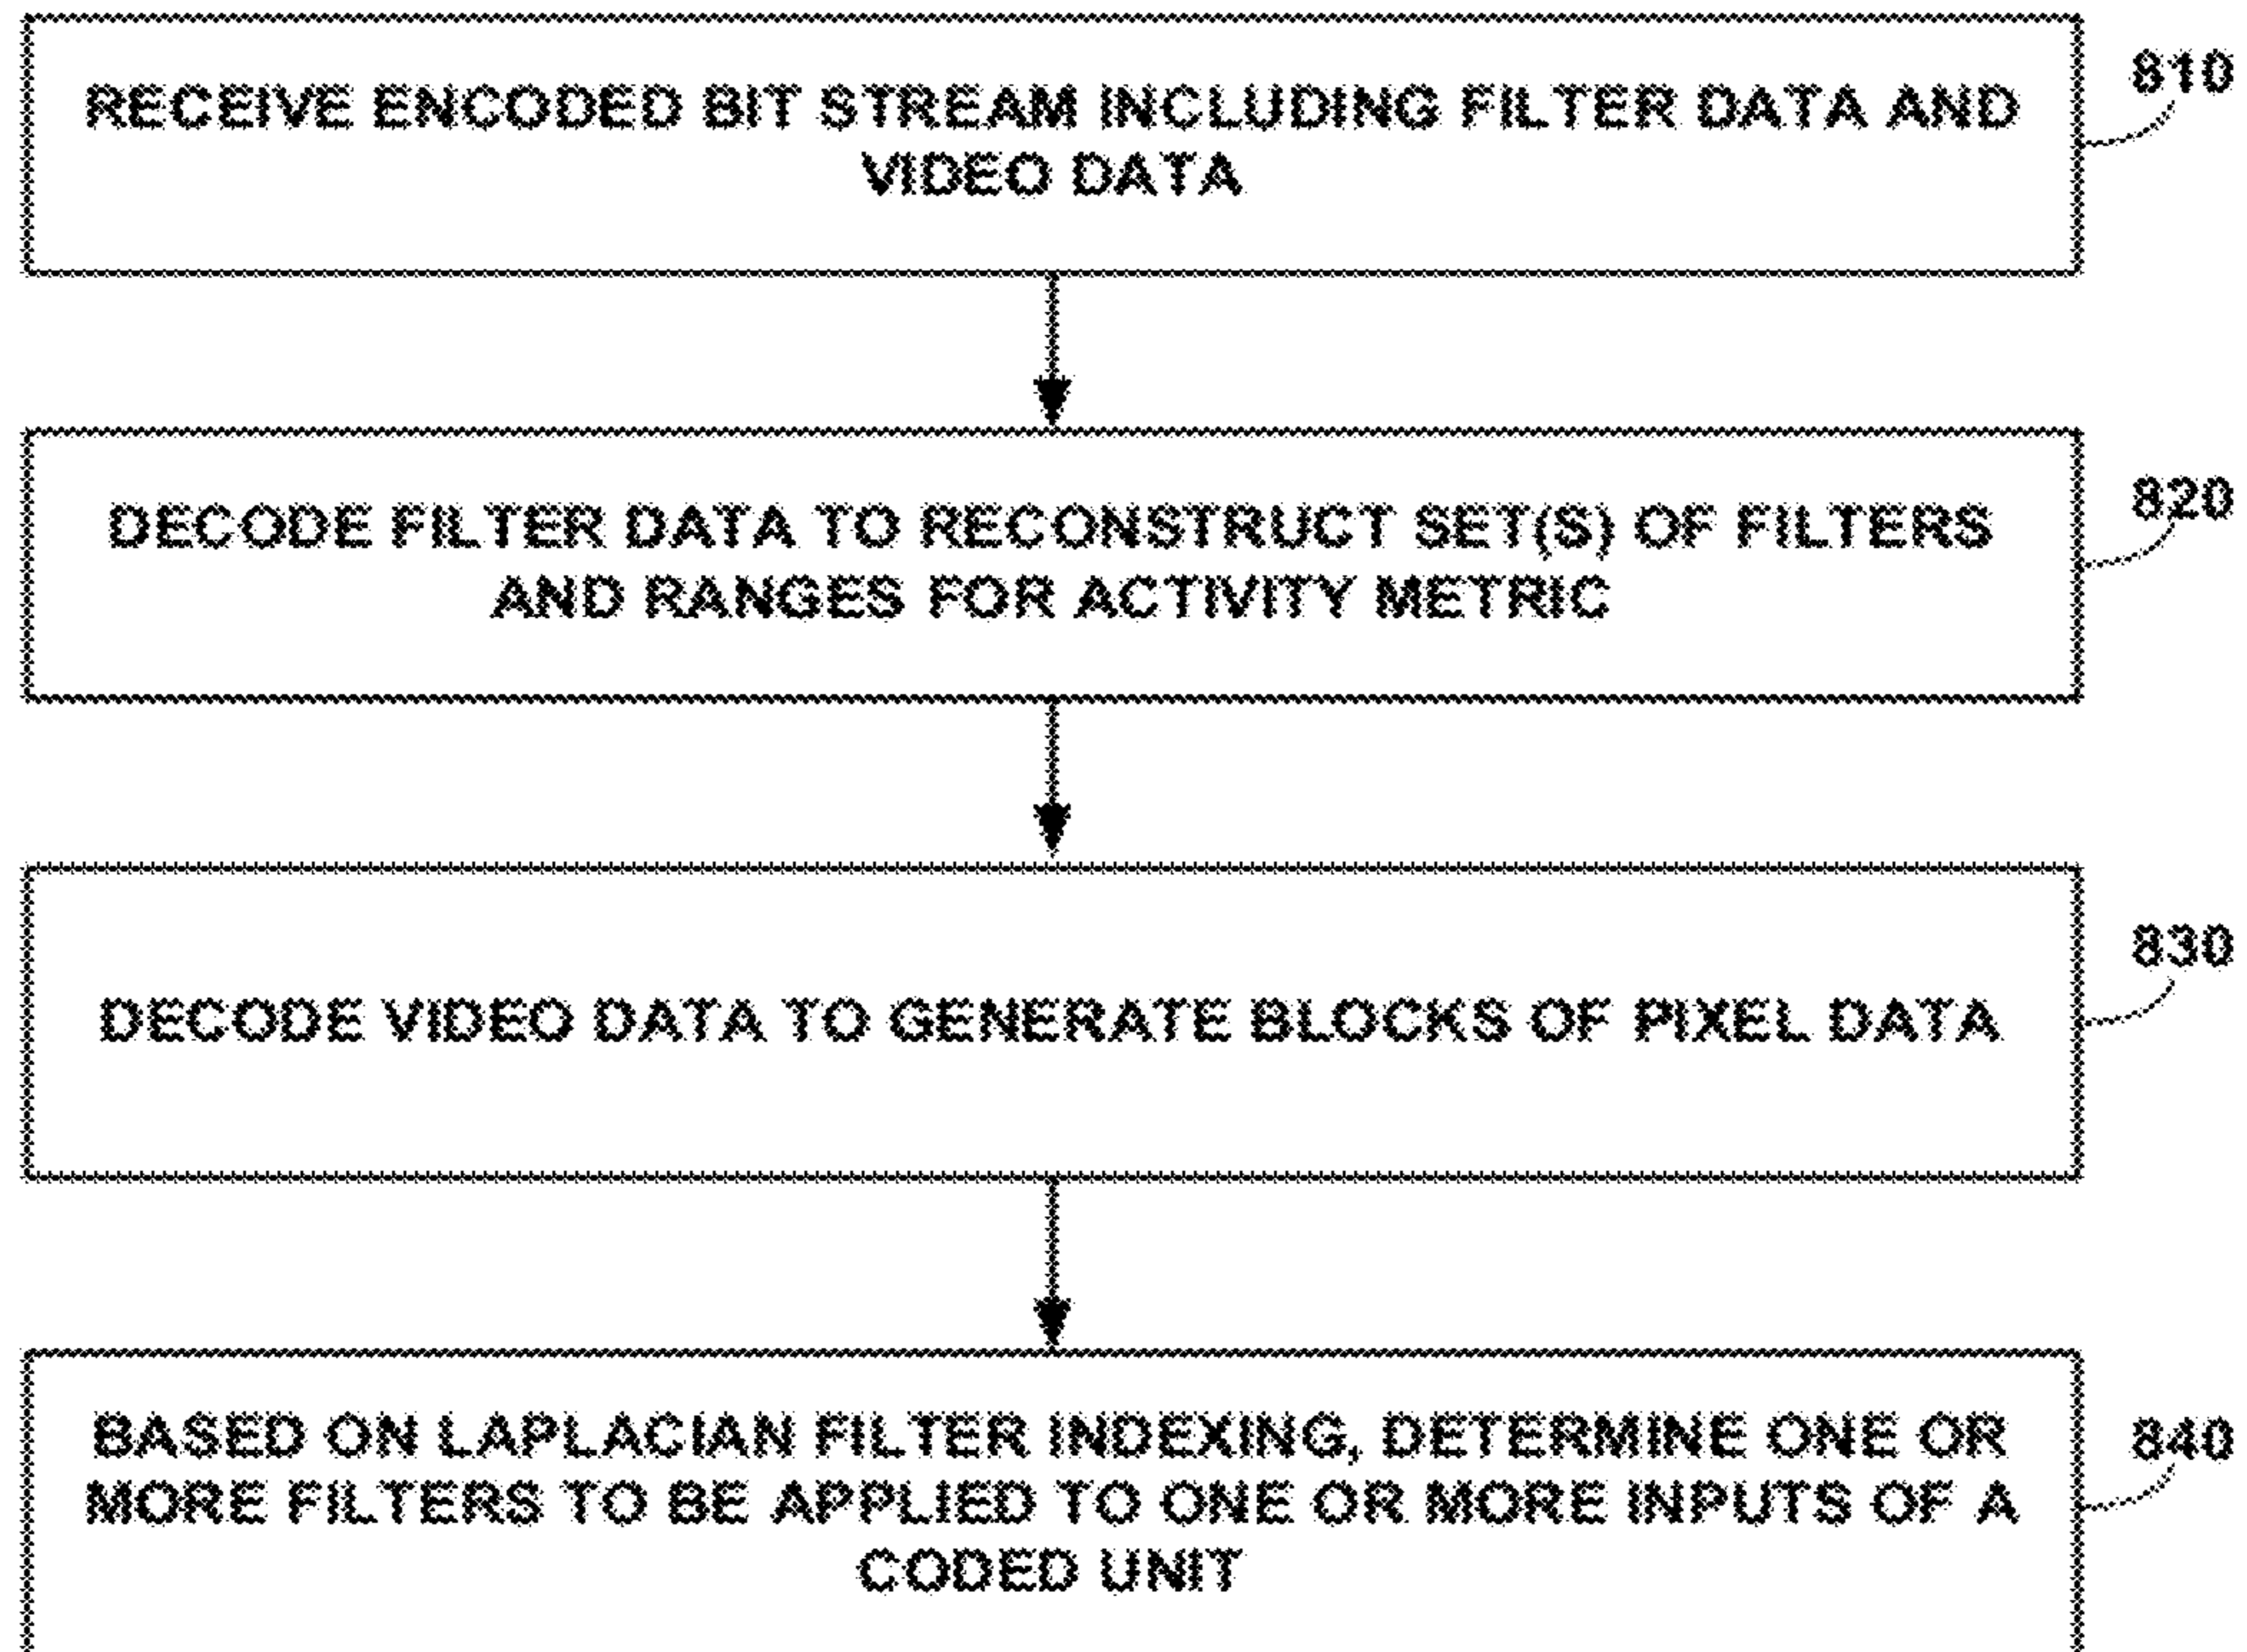 RECEIVE ENCODED BIT STREAM INCLUDING FILTER DATA AND
VIDEO DATA
810
DECODE FILTER DATA TO RECONSTRUCT SET(S) OF FILTERS
AND RANGES FOR ACTIVITY METRIC
820
DECODE VIDEO DATA TO GENERATE BLOCKS OF PIXEL DATA
830
BASED ON LAPLACIAN FILTER INDEXING, DETERMINE ONE OR
MORE FILTERS TO BE APPLIED TO ONE OR MORE INPUTS OF A
CODED UNIT
840